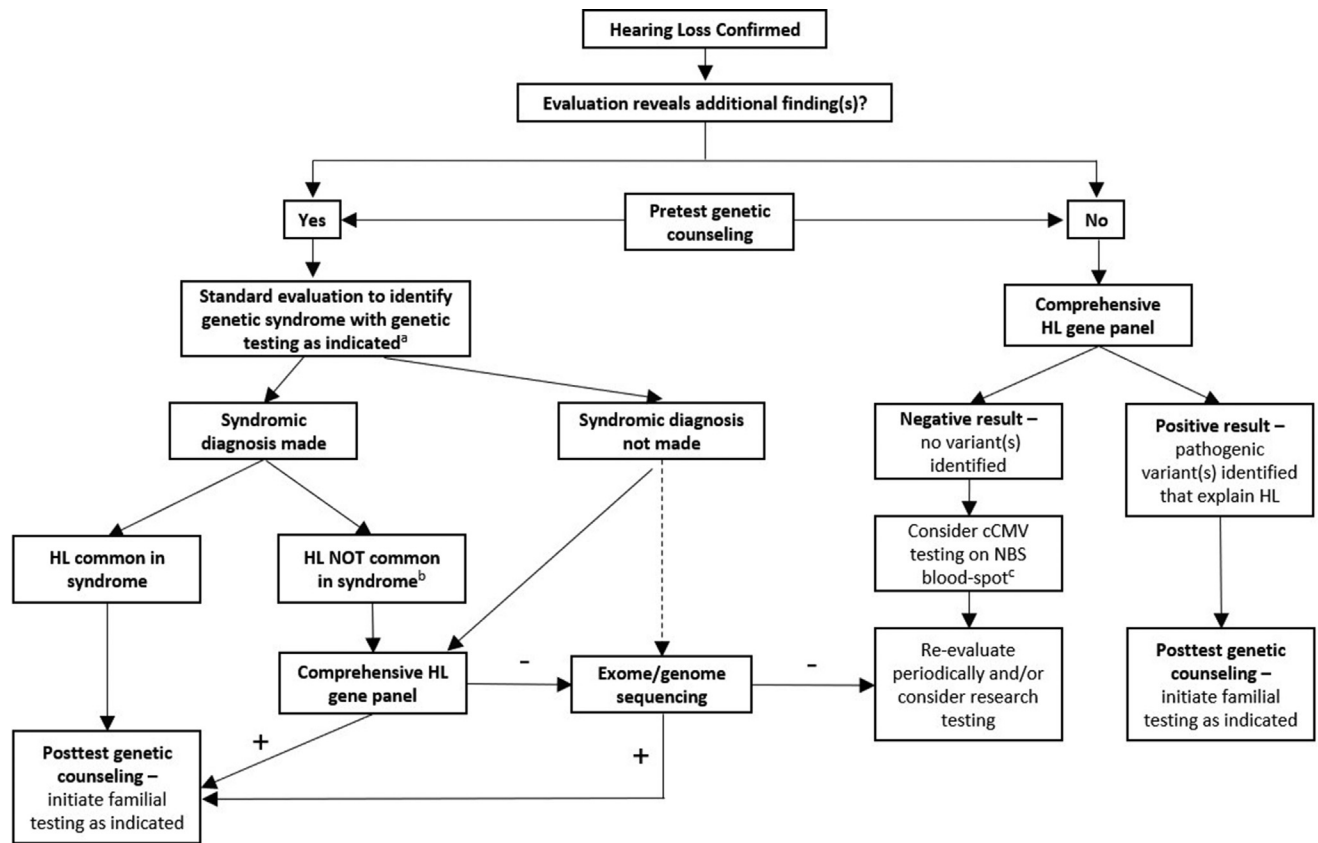 Hearing Loss Confirmed
Evaluation reveals additional finding(s)?
Yes
Pretest genetic
counseling
No
Standard evaluation to identify
genetic syndrome with genetic
testing as indicatedᵃ
Comprehensive
HL gene panel
Syndromic
diagnosis made
Syndromic diagnosis
not made
Negative result –
no variant(s)
identified
Positive result –
pathogenic
variant(s) identified
that explain HL
HL common in
syndrome
HL NOT common
in syndromeᵇ
Consider cCMV
testing on NBS
blood-spotᶜ
Comprehensive HL
gene panel
-
Exome/genome
sequencing
-
Re-evaluate
periodically and/or
consider research
testing
Posttest genetic
counseling –
initiate familial
testing as indicated
+
+
Posttest genetic
counseling –
initiate familial
testing as indicated